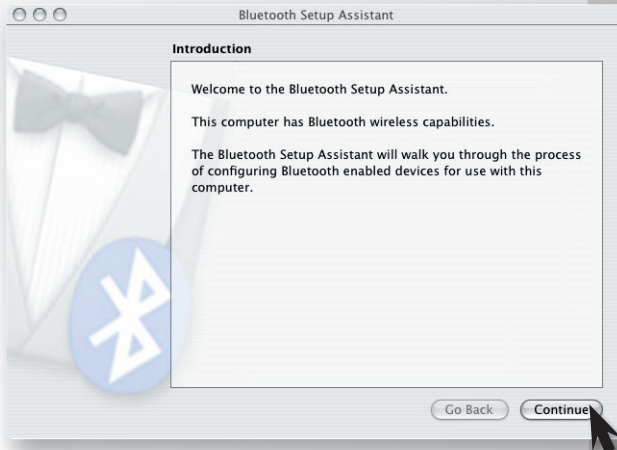 Bluetooth Setup Assistant
Introduction
Welcome to the Bluetooth Setup Assistant.
This computer has Bluetooth wireless capabilities.
The Bluetooth Setup Assistant will walk you through the process
of configuring Bluetooth enabled devices for use with this
computer.
Go Back
Continue